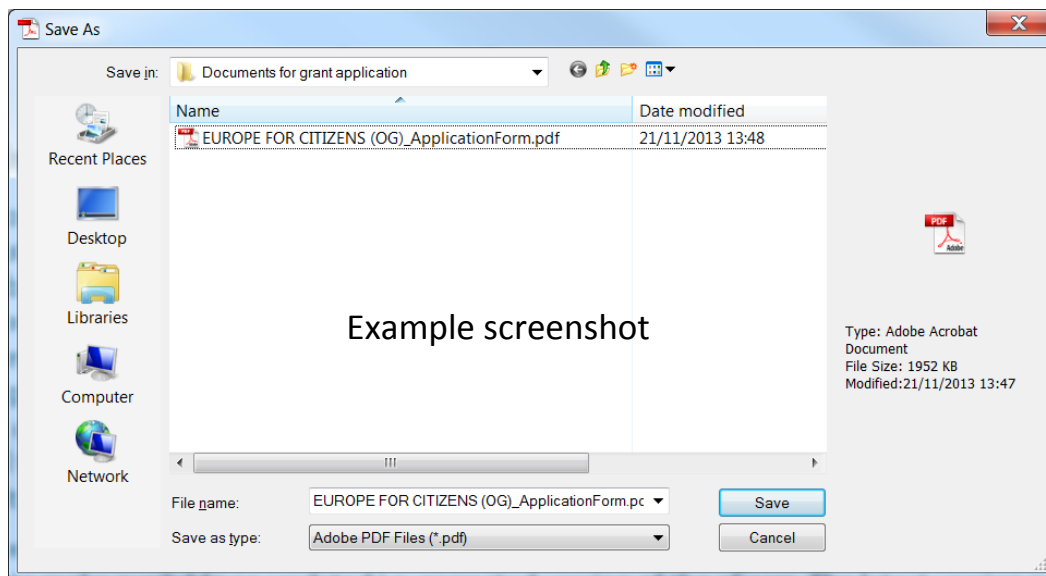 Save As
Save in:
Documents for grant application
Recent Places
Desktop
Libraries
Computer
Network
Name
Date modified
EUROPE FOR CITIZENS (OG)_ApplicationForm.pdf
21/11/2013 13:48
Example screenshot
PDF
Adobe
Type: Adobe Acrobat
Document
File Size: 1952 KB
Modified:21/11/2013 13:47
File name:
EUROPE FOR CITIZENS (OG)_ApplicationForm.pc
Save
Save as type:
Adobe PDF Files (*.pdf)
Cancel